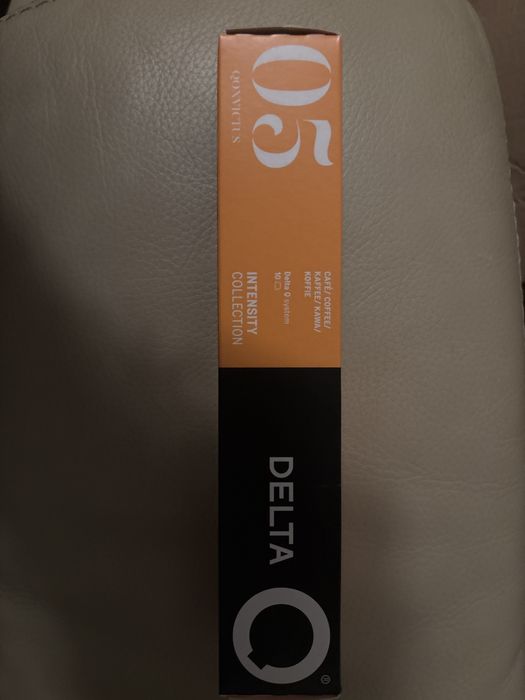 05
QONVICTUS
CAFÉ/ COFFEE/
KAFFEE/ KAWA/
KOFFIE
Delta Q system
10
INTENSITY
COLLECTION
DELTA
Q®